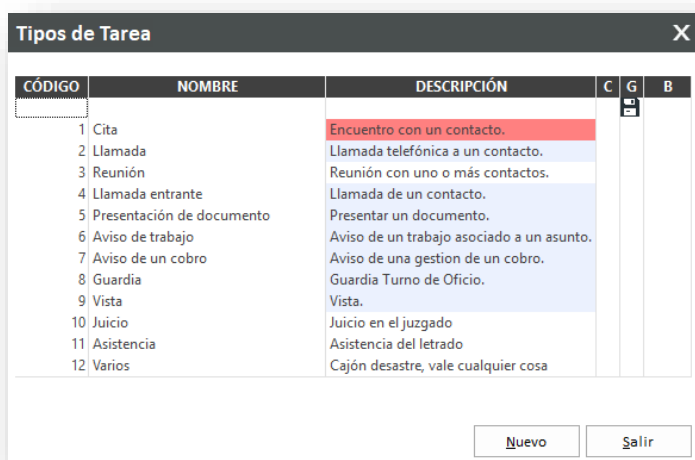 Tipos de Tarea X
CÓDIGO NOMBRE DESCRIPCIÓN C G B
1 Cita Encuentro con un contacto.
2 Llamada Llamada telefónica a un contacto.
3 Reunión Reunión con uno o más contactos.
4 Llamada entrante Llamada de un contacto.
5 Presentación de documento Presentar un documento.
6 Aviso de trabajo Aviso de un trabajo asociado a un asunto.
7 Aviso de un cobro Aviso de una gestion de un cobro.
8 Guardia Guardia Turno de Oficio.
9 Vista Vista.
10 Juicio Juicio en el juzgado
11 Asistencia Asistencia del letrado
12 Varios Cajón desastre, vale cualquier cosa
Nuevo Salir